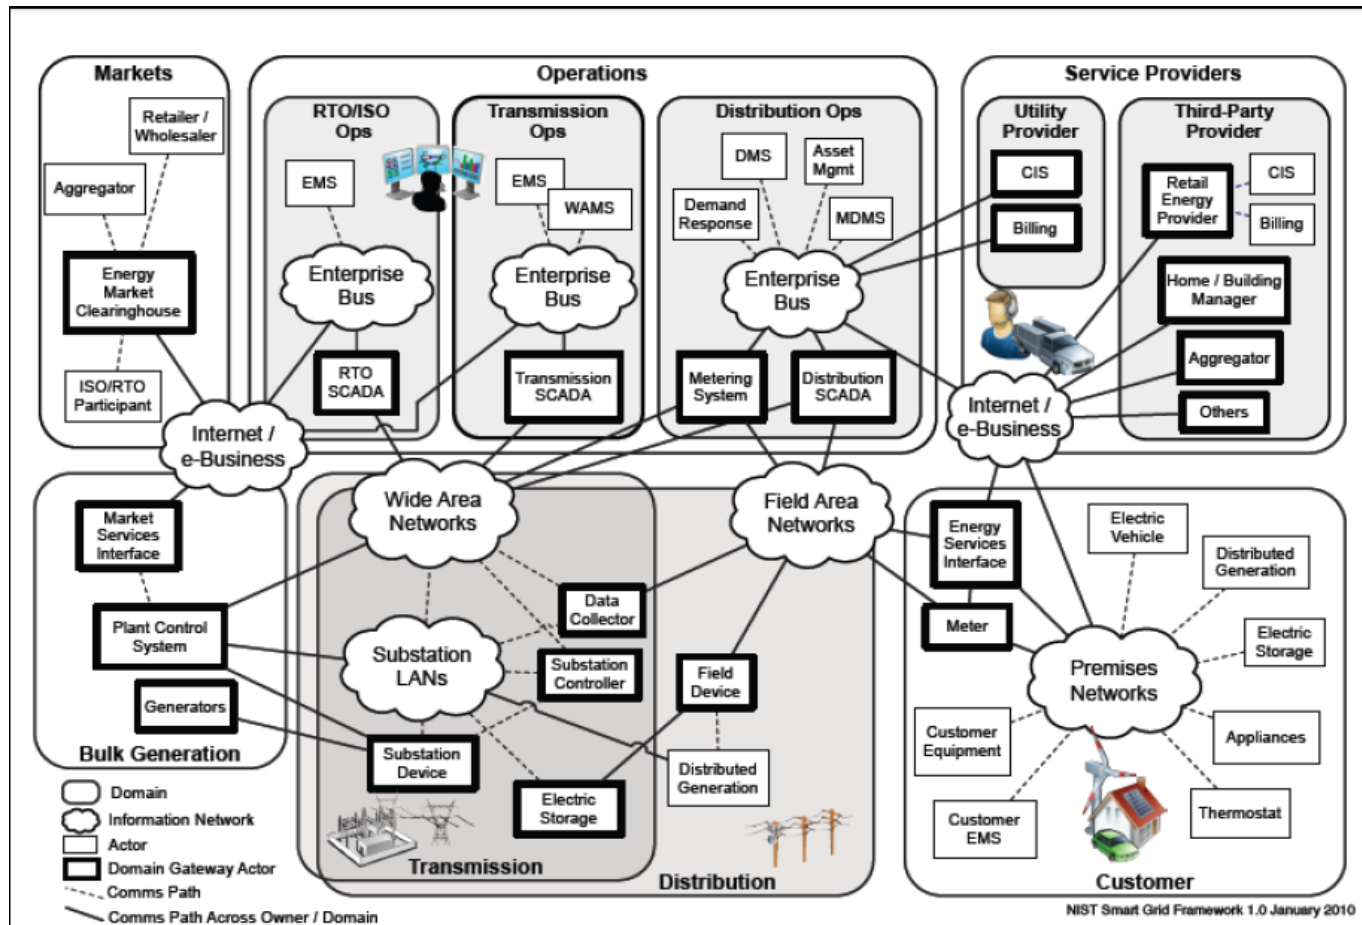 Markets
Retailer /
Wholesaler
Aggregator
Energy
Market
Clearinghouse
ISO/RTO
Participant
Internet /
e-Business
Operations
RTO/ISO
Ops
EMS
Enterprise
Bus
RTO
SCADA
Transmission
Ops
EMS
WAMS
Enterprise
Bus
Transmission
SCADA
Distribution Ops
DMS
Asset
Mgmt
Demand
Response
MDMS
Enterprise
Bus
Metering
System
Distribution
SCADA
Service Providers
Utility
Provider
CIS
Billing
Third-Party
Provider
Retail
Energy
Provider
CIS
Billing
Home / Building
Manager
Aggregator
Others
Internet /
e-Business
Market
Services
Interface
Plant Control
System
Generators
Bulk Generation
Wide Area
Networks
Data
Collector
Substation
LANs
Substation
Controller
Substation
Device
Electric
Storage
Transmission
Field Area
Networks
Field
Device
Distributed
Generation
Distribution
Energy
Services
Interface
Meter
Electric
Vehicle
Distributed
Generation
Electric
Storage
Premises
Networks
Customer
Equipment
Appliances
Customer
EMS
Thermostat
Customer
Domain
Information Network
Actor
Domain Gateway Actor
Comms Path
Comms Path Across Owner / Domain
NIST Smart Grid Framework 1.0 January 2010